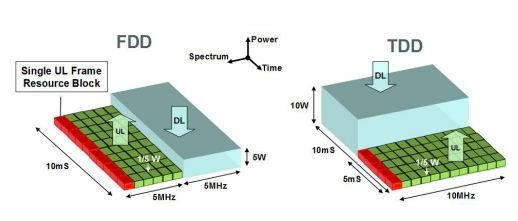 FDD
TDD
Power
Spectrum
Time
Single UL Frame
Resource Block
DL
UL
1/5 W
10mS
5MHz
5MHz
5W
DL
10W
10mS
5mS
1/5 W
UL
10MHz